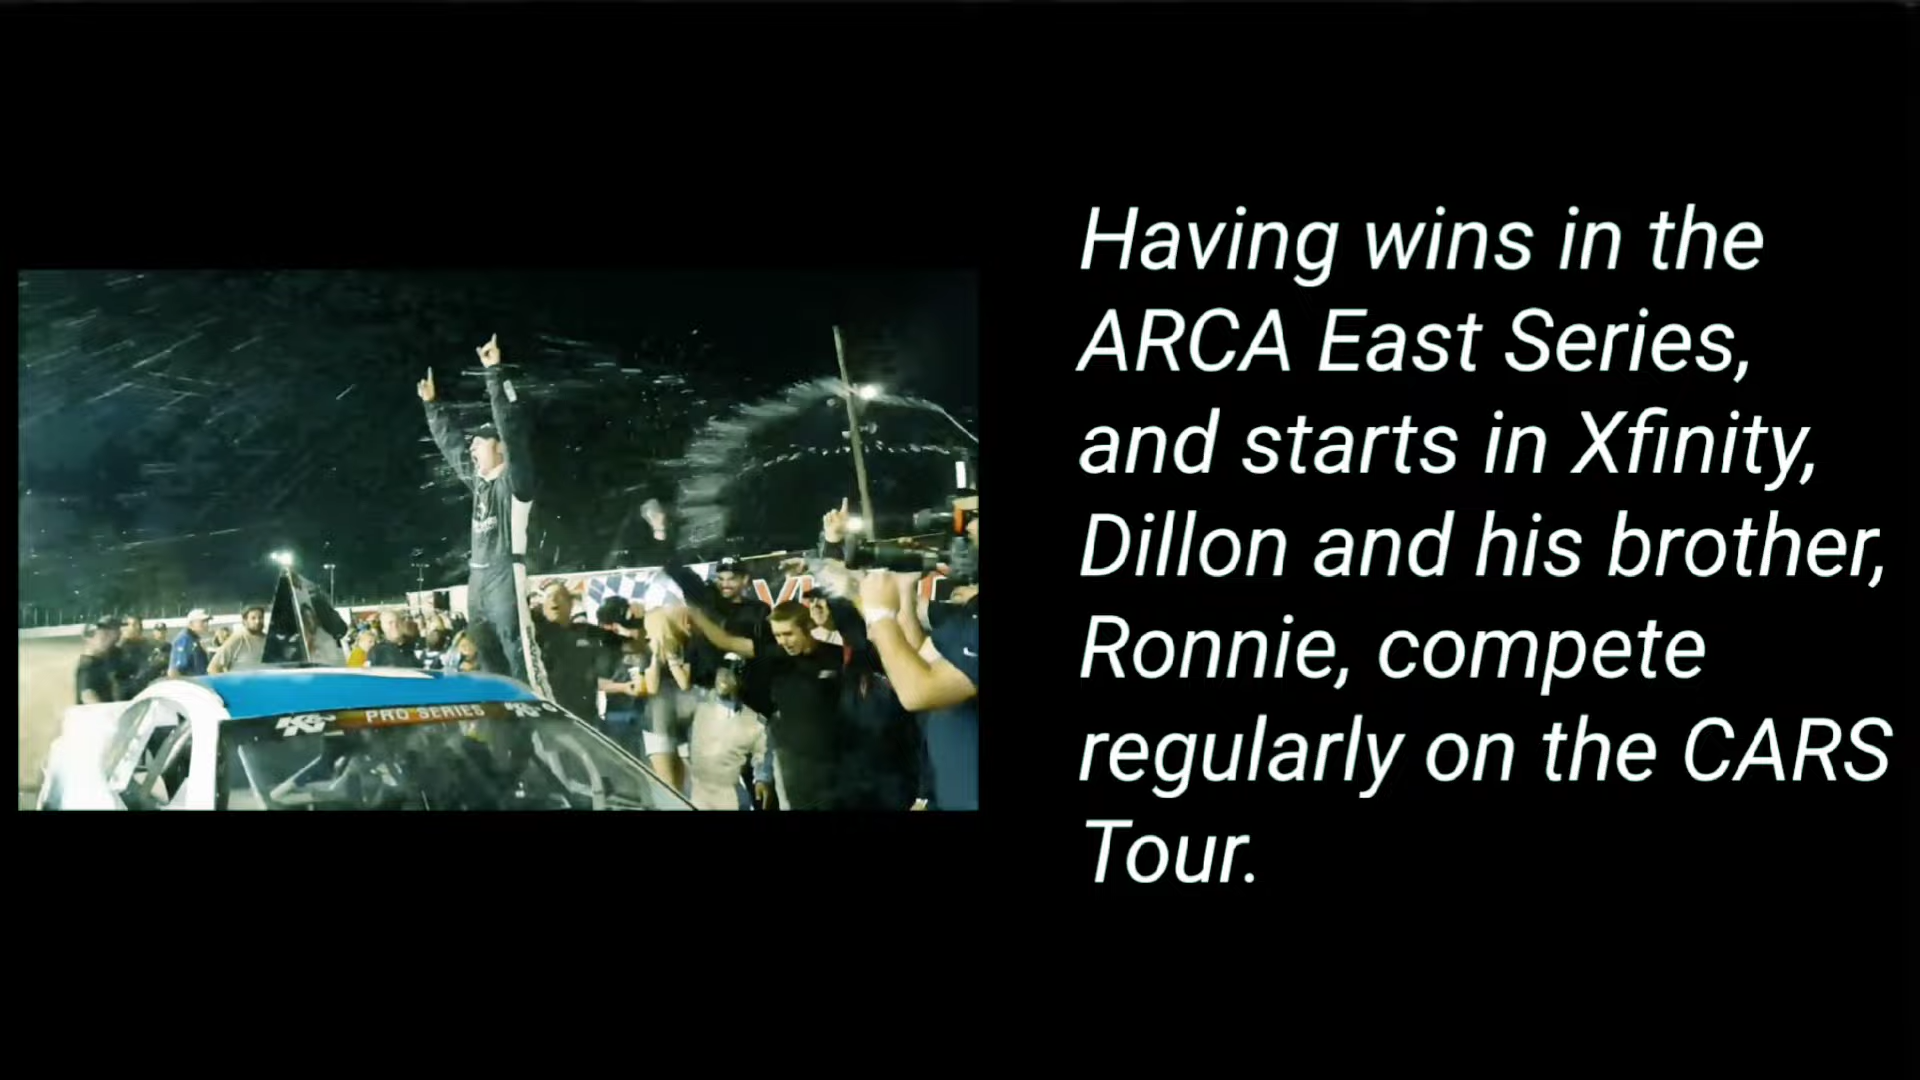 Having wins in the
ARCA East Series,
and starts in Xfinity,
Dillon and his brother,
Ronnie, compete
regularly on the CARS
Tour.
K&N PRO SERIES